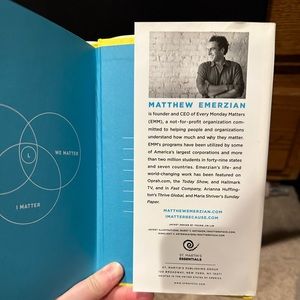 WE MATTER
L
I MATTER
MATTHEW EMERZIAN
is founder and CEO of Every Monday Matters
(EMM), a not-for-profit organization com-
mitted to helping people and organizations
understand how much and why they matter.
EMM's programs have been utilized by some
of America's largest corporations and more
than two million students in forty-nine states
and seven countries. Emerzian's life- and
world-changing work has been featured on
Oprah.com, the Today Show, and Hallmark
TV, and in Fast Company, Arianna Huffing-
ton's Thrive Global, and Maria Shriver's Sunday
Paper.
MATTHEWEMERZIAN.COM
IMATTERBECAUSE.COM
ST. MARTIN'S
ESSENTIALS
ST. MARTIN'S PUBLISHING GROUP
120 BROADWAY, NEW YORK, NY 10271
PRINTED IN THE UNITED STATES OF AMERICA